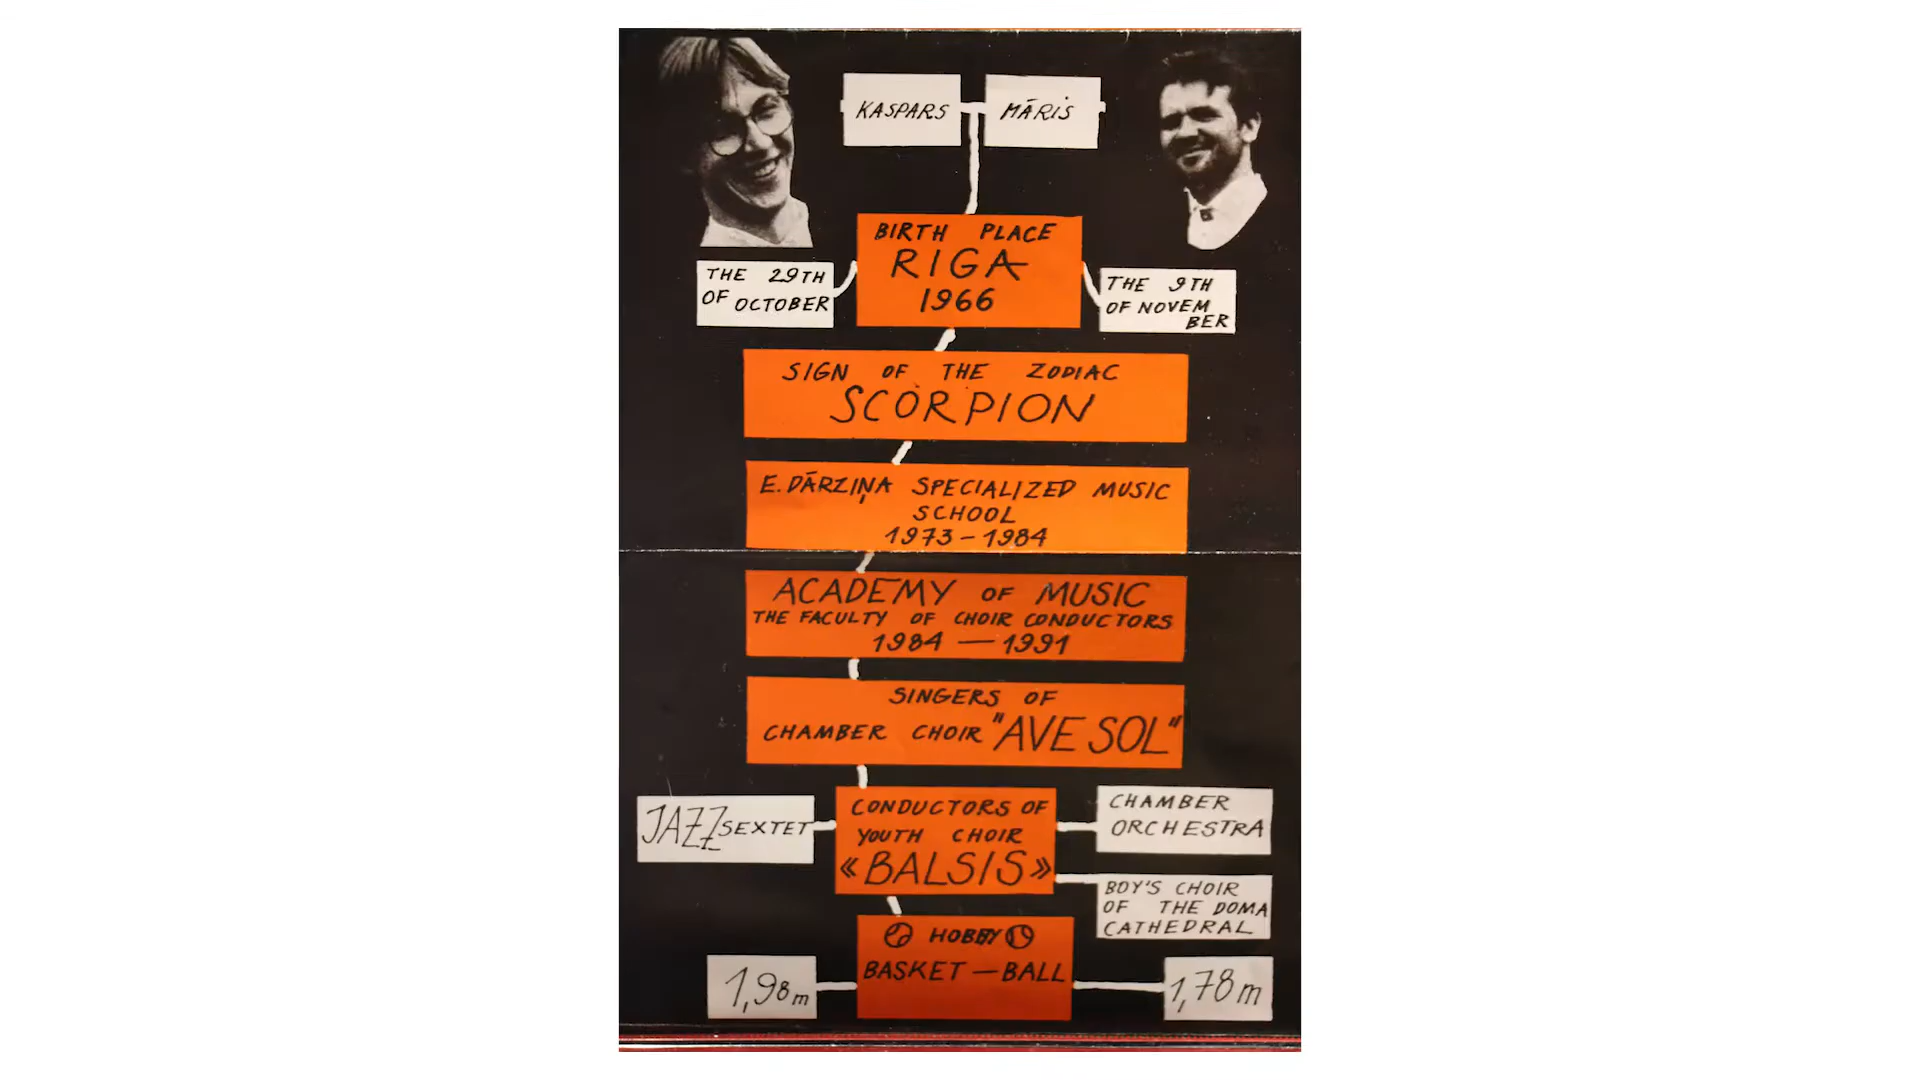 KASPARS
MĀRIS
BIRTH PLACE
RIGA
1966
THE 29TH
OF OCTOBER
THE 9TH
OF NOVEM
BER
SIGN OF THE ZODIAC
SCORPION
E. DĀRZIŅA SPECIALIZED MUSIC
SCHOOL
1973-1984
ACADEMY OF MUSIC
THE FACULTY OF CHOIR CONDUCTORS
1984 — 1991
SINGERS OF
CHAMBER CHOIR "AVE SOL"
JAZZ SEXTET
CONDUCTORS OF
YOUTH CHOIR
«BALSIS»
CHAMBER
ORCHESTRA
BOY'S CHOIR
OF THE DOMA
CATHEDRAL
HOBBY
BASKET — BALL
1,98m
1,78m